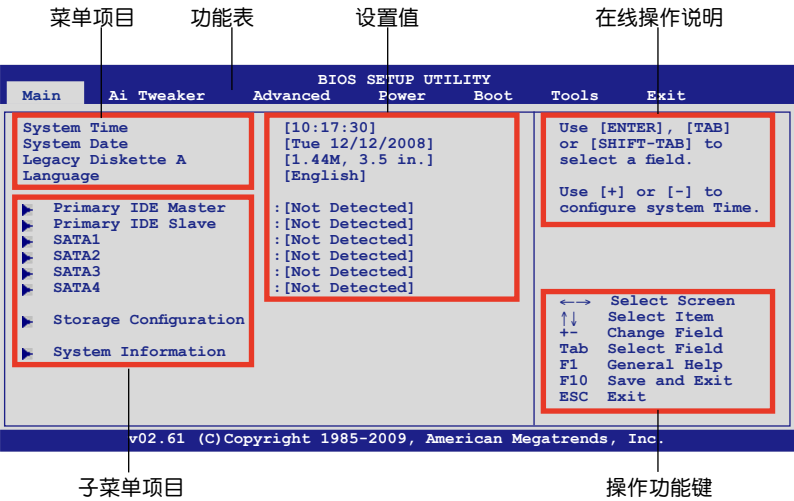 菜单项目 功能表 设置值 在线操作说明
BIOS SETUP UTILITY
Main Ai Tweaker Advanced Power Boot Tools Exit
System Time [10:17:30]
System Date [Tue 12/12/2008]
Legacy Diskette A [1.44M, 3.5 in.]
Language [English]
Primary IDE Master :[Not Detected]
Primary IDE Slave :[Not Detected]
SATA1 :[Not Detected]
SATA2 :[Not Detected]
SATA3 :[Not Detected]
SATA4 :[Not Detected]
Storage Configuration
System Information
Use [ENTER], [TAB]
or [SHIFT-TAB] to
select a field.
Use [+] or [-] to
configure system Time.
←→ Select Screen
↑↓ Select Item
+- Change Field
Tab Select Field
F1 General Help
F10 Save and Exit
ESC Exit
v02.61 (C)Copyright 1985-2009, American Megatrends, Inc.
子菜单项目 操作功能键